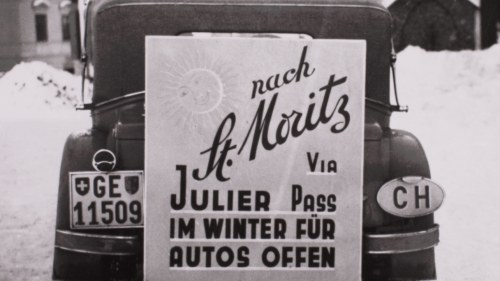 nach
St. Moritz
VIA
JULIER PASS
IM WINTER FÜR
AUTOS OFFEN
GE
11509
CH